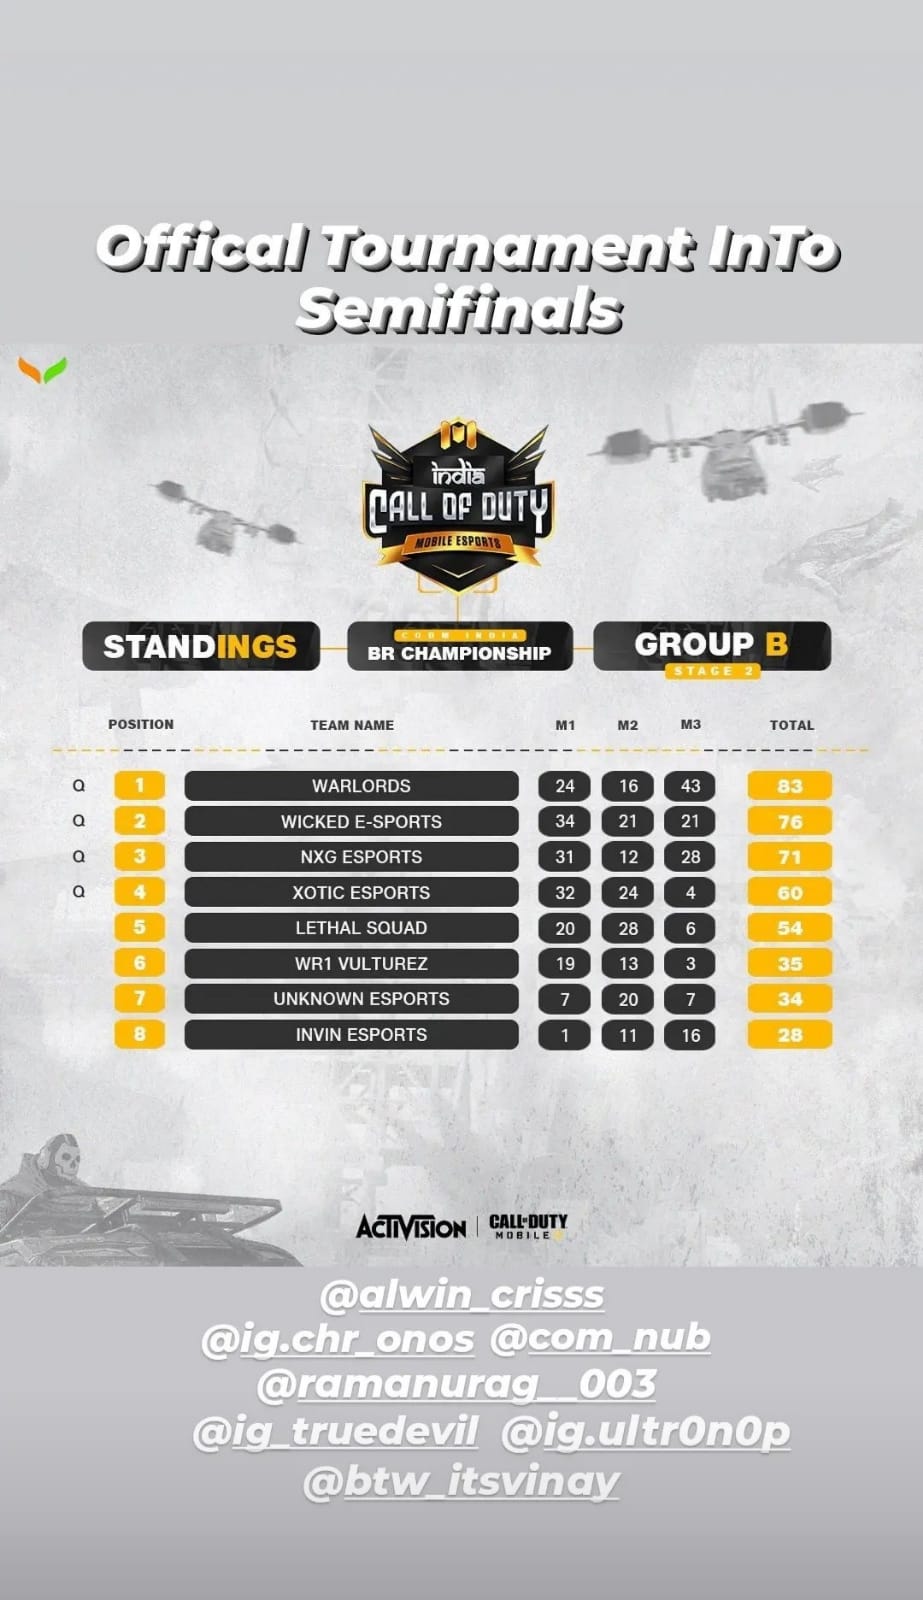 Offical Tournament InTo
Semifinals
india
CALL OF DUTY
MOBILE ESPORTS
STANDINGS
CODM INDIA
BR CHAMPIONSHIP
GROUP B
STAGE 2
POSITION TEAM NAME M1 M2 M3 TOTAL
Q 1 WARLORDS 24 16 43 83
Q 2 WICKED E-SPORTS 34 21 21 76
Q 3 NXG ESPORTS 31 12 28 71
Q 4 XOTIC ESPORTS 32 24 4 60
5 LETHAL SQUAD 20 28 6 54
6 WR1 VULTUREZ 19 13 3 35
7 UNKNOWN ESPORTS 7 20 7 34
8 INVIN ESPORTS 1 11 16 28
ACTIVISION | CALL OF DUTY
MOBILE
@alwin_crisss
@ig.chr_onos @com_nub
@ramanurag__003
@ig_truedevil @ig.ultr0n0p
@btw_itsvinay